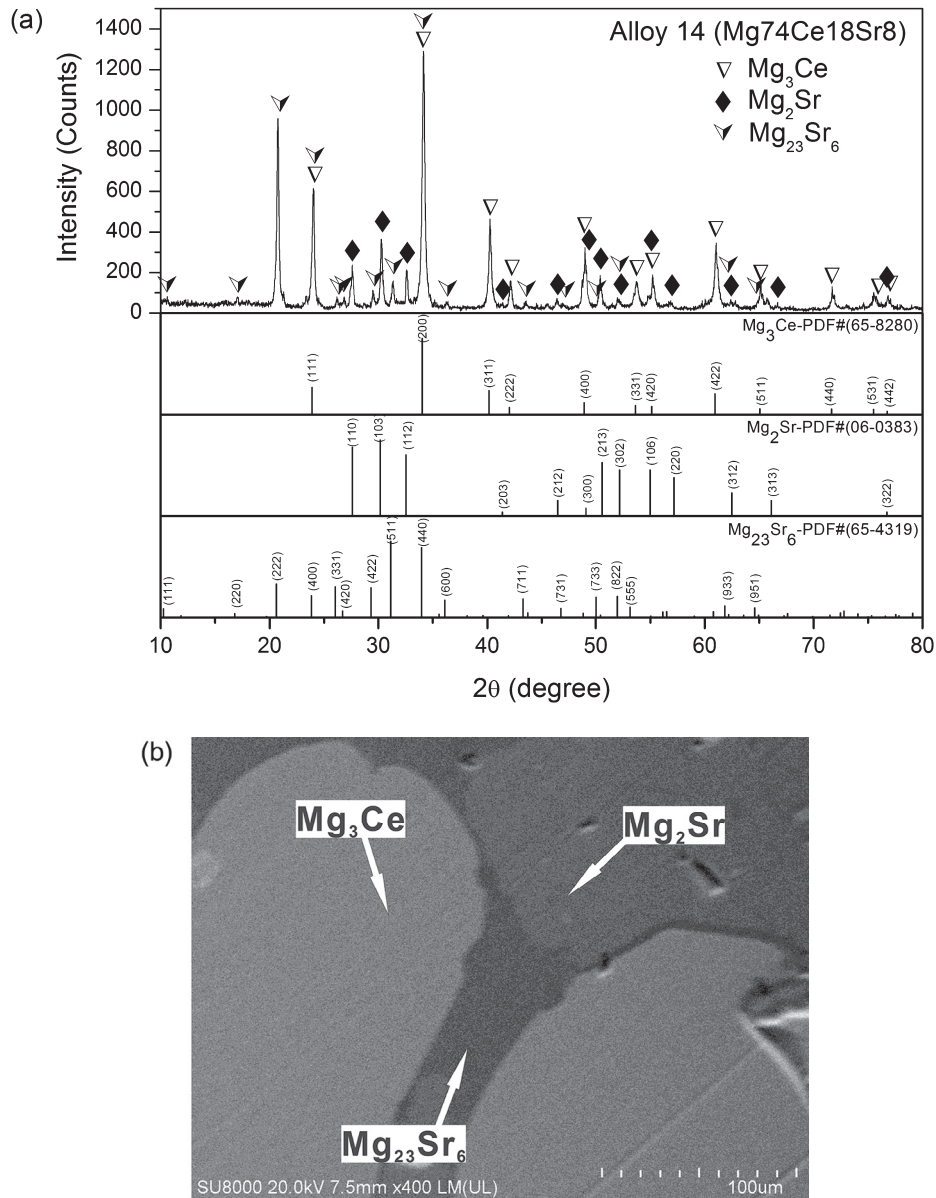 (a)
Alloy 14 (Mg74Ce18Sr8)
Mg₃Ce
Mg₂Sr
Mg₂₃Sr₆
Intensity (Counts)
1400
1200
1000
800
600
400
200
0
Mg₃Ce-PDF#(65-8280)
(111) (200) (311) (222) (400) (331) (420) (422) (511) (440) (531) (442)
Mg₂Sr-PDF#(06-0383)
(110) (103) (112) (203) (212) (300) (213) (302) (106) (220) (312) (313) (322)
Mg₂₃Sr₆-PDF#(65-4319)
(111) (220) (222) (400) (331) (420) (422) (511) (440) (600) (711) (731) (733) (822) (555) (933) (951)
10 20 30 40 50 60 70 80
2θ (degree)
(b)
Mg₃Ce
Mg₂Sr
Mg₂₃Sr₆
SU8000 20.0kV 7.5mm x400 LM(UL) 100um